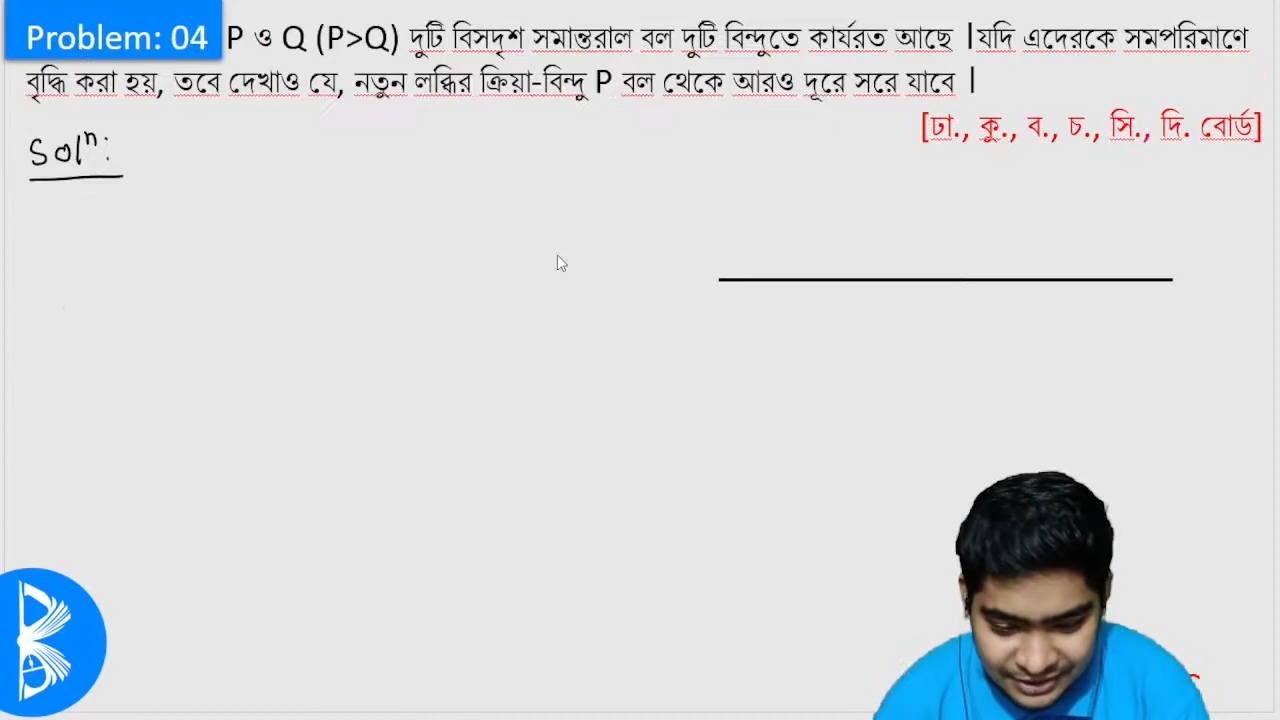 Problem: 04 P ও Q (P>Q) দুটি বিসদৃশ সমান্তরাল বল দুটি বিন্দুতে কার্যরত আছে।যদি এদেরকে সমপরিমাণে
বৃদ্ধি করা হয়, তবে দেখাও যে, নতুন লব্ধির ক্রিয়া-বিন্দু P বল থেকে আরও দূরে সরে যাবে।
[ঢা., কু., ব., চ., সি., দি. বোর্ড]
Solⁿ: